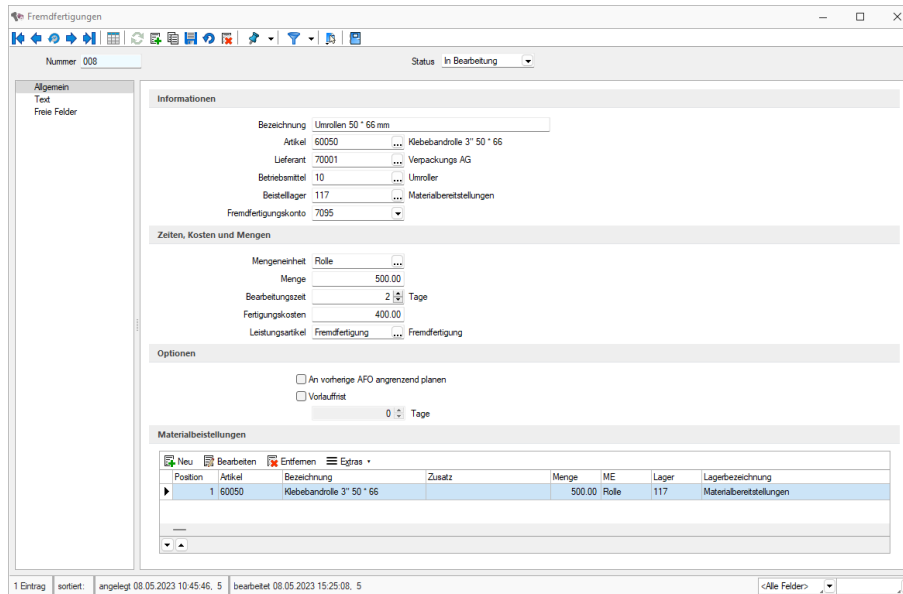 Fremdfertigungen
Nummer 008 Status In Bearbeitung
Allgemein
Text
Freie Felder
Informationen
Bezeichnung Umrollen 50 * 66 mm
Artikel 60050 ... Klebebandrolle 3" 50 * 66
Lieferant 70001 ... Verpackungs AG
Betriebsmittel 10 ... Umroller
Beistelllager 117 ... Materialbereitstellungen
Fremdfertigungskonto 7095
Zeiten, Kosten und Mengen
Mengeneinheit Rolle ...
Menge 500.00
Bearbeitungszeit 2 Tage
Fertigungskosten 400.00
Leistungsartikel Fremdfertigung ... Fremdfertigung
Optionen
An vorherige AFO angrenzend planen
Vorlauffrist
0 Tage
Materialbeistellungen
Neu Bearbeiten Entfernen Extras
Position Artikel Bezeichnung Zusatz Menge ME Lager Lagerbezeichnung
1 60050 Klebebandrolle 3" 50 * 66 500.00 Rolle 117 Materialbereitstellungen
1 Eintrag sortiert: angelegt 08.05.2023 10:45:46, 5 bearbeitet 08.05.2023 15:25:08, 5 <Alle Felder>